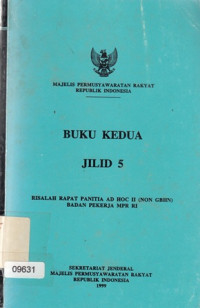 MAJELIS PERMUSYAWARATAN RAKYAT
REPUBLIK INDONESIA
BUKU KEDUA
JILID 5
RISALAH RAPAT PANITIA AD HOC II (NON GBHN)
BADAN PEKERJA MPR RI
09631
SEKRETARIAT JENDERAL
MAJELIS PERMUSYAWARATAN RAKYAT
REPUBLIK INDONESIA
1999